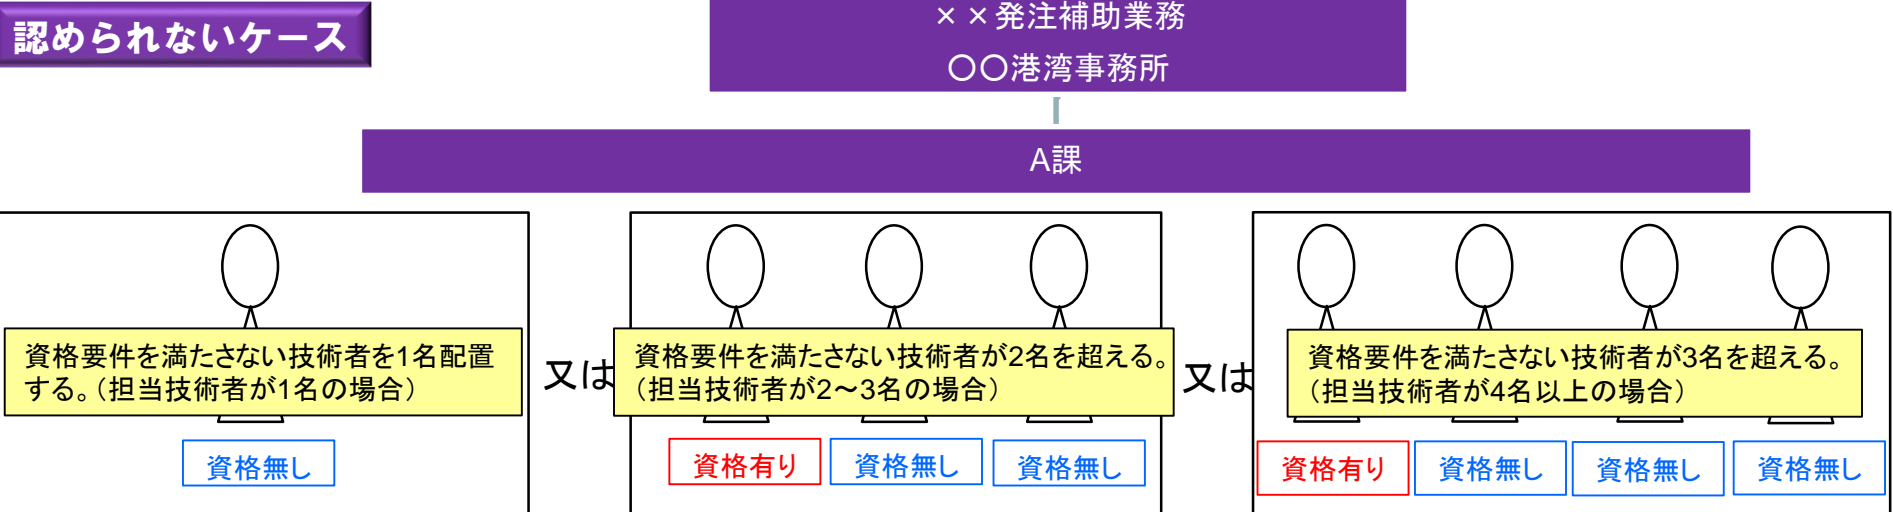 認められないケース
××発注補助業務
〇〇港湾事務所
A課
資格要件を満たさない技術者を1名配置
する。（担当技術者が1名の場合）
資格無し
又は
資格要件を満たさない技術者が2名を超える。
（担当技術者が2～3名の場合）
資格有り
資格無し
資格無し
又は
資格要件を満たさない技術者が3名を超える。
（担当技術者が4名以上の場合）
資格有り
資格無し
資格無し
資格無し